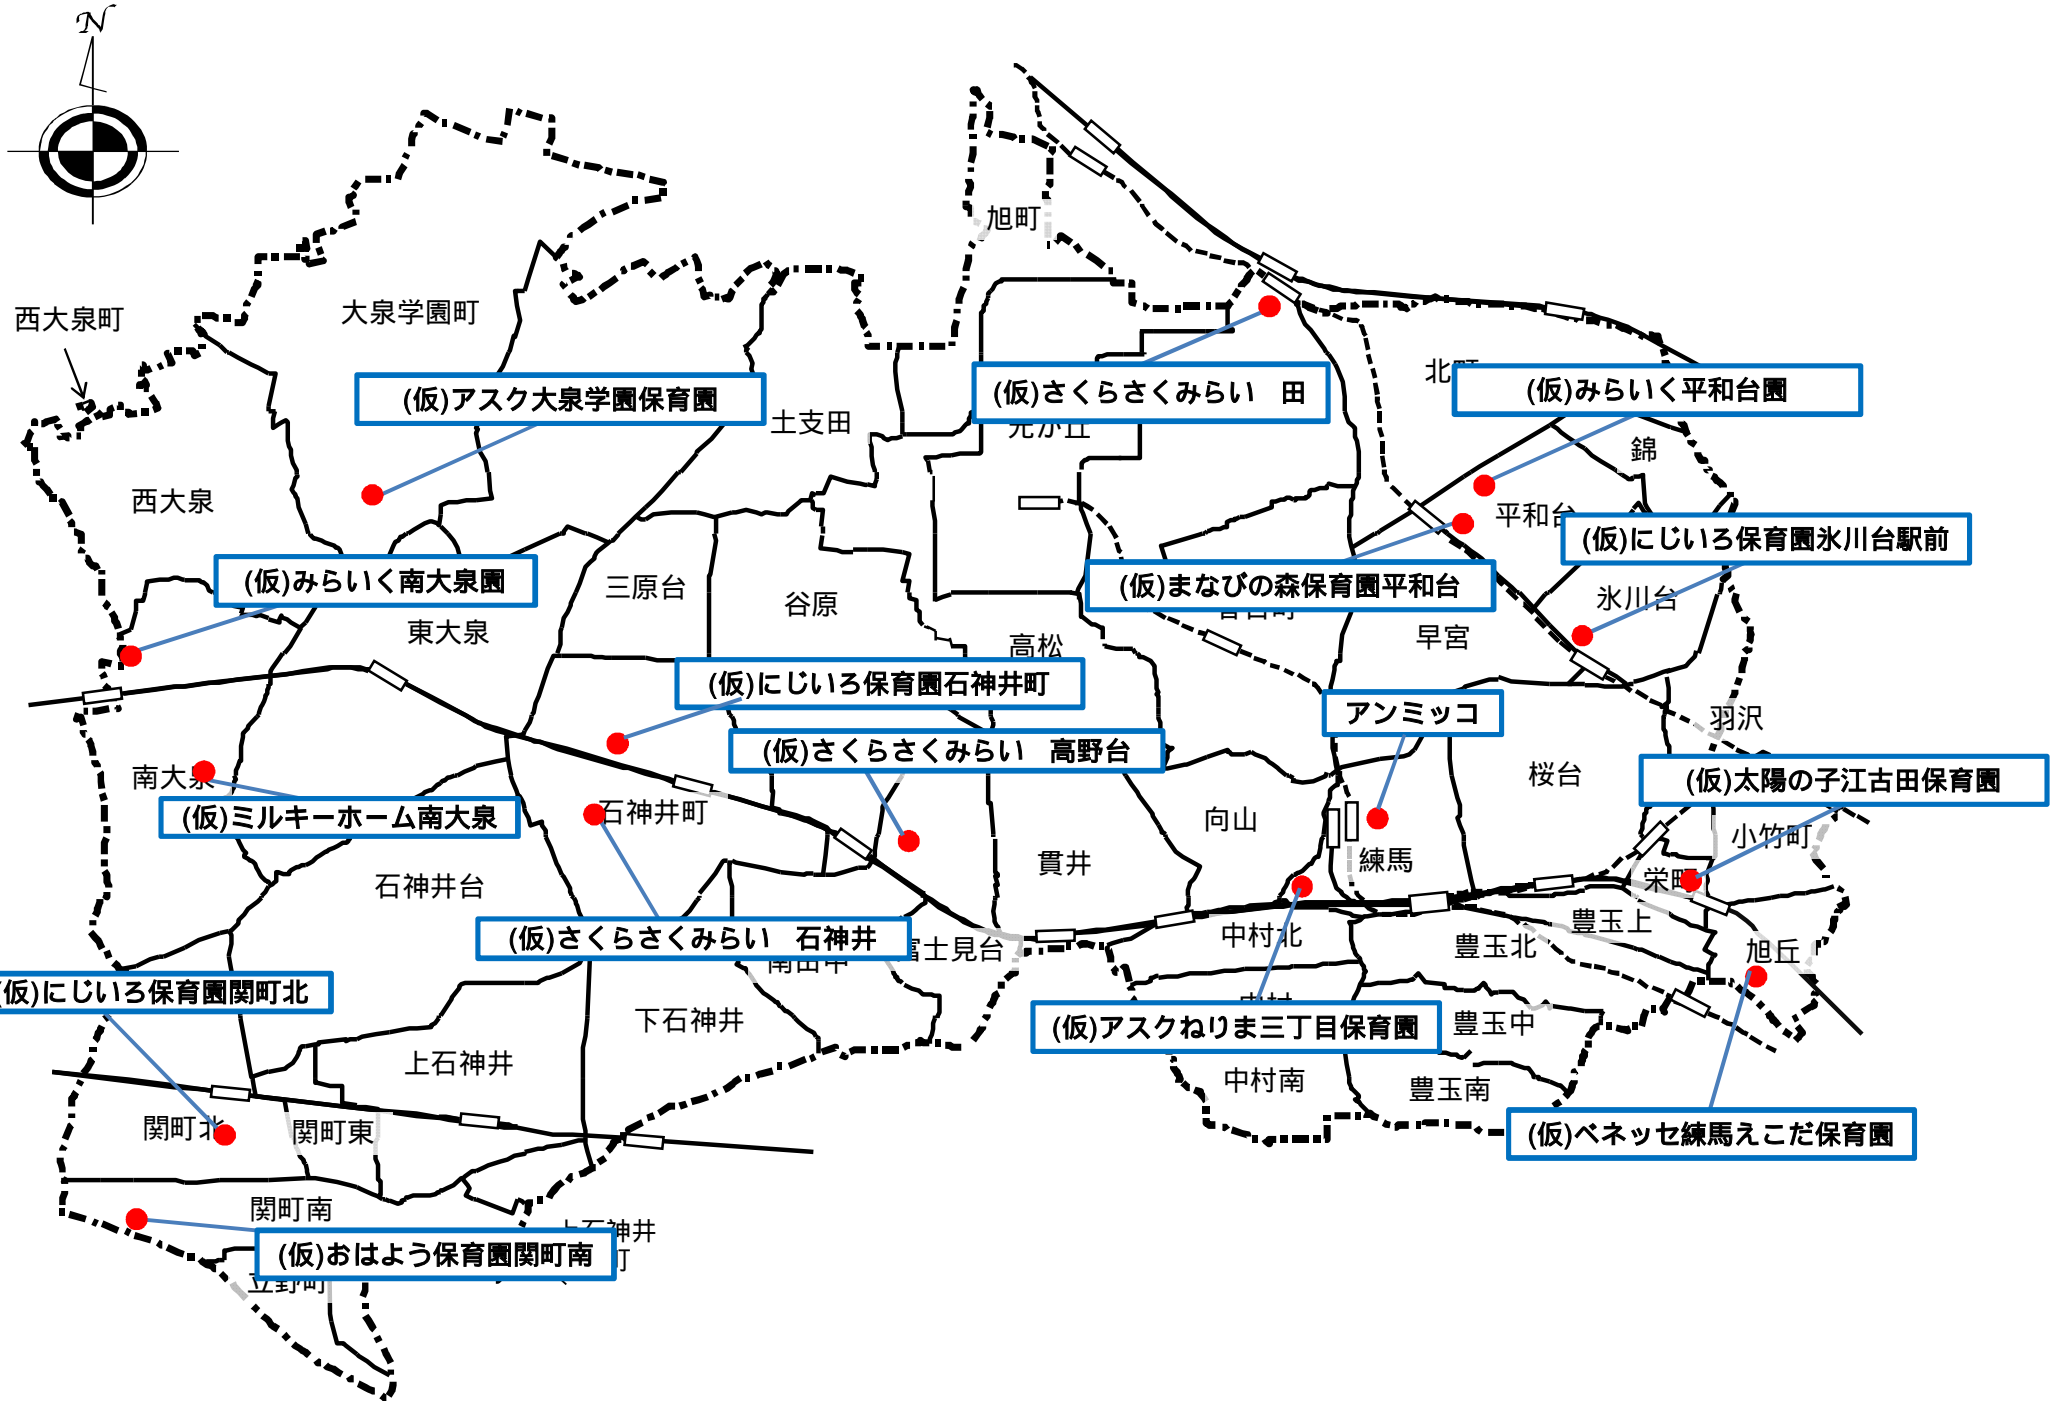 N
旭町
大泉学園町
西大泉町
(仮)さくらさくみらい　田
(仮)みらいく平和台園
(仮)アスク大泉学園保育園
土支田
錦
西大泉
平和台
(仮)にじいろ保育園氷川台駅前
(仮)みらいく南大泉園
三原台
谷原
(仮)まなびの森保育園平和台
氷川台
東大泉
高松
早宮
(仮)にじいろ保育園石神井町
アンミッコ
羽沢
(仮)さくらさくみらい　高野台
南大泉
桜台
(仮)太陽の子江古田保育園
(仮)ミルキーホーム南大泉
石神井町
向山
小竹町
石神井台
貫井
練馬
栄町
(仮)さくらさくみらい　石神井
富士見台
中村北
豊玉北
豊玉上
旭丘
(仮)にじいろ保育園関町北
下石神井
(仮)アスクねりま三丁目保育園
豊玉中
上石神井
中村南
豊玉南
関町北
関町東
(仮)ベネッセ練馬えこだ保育園
関町南
(仮)おはよう保育園関町南
立野町